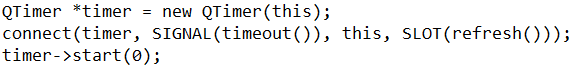 QTimer *timer = new QTimer(this);
connect(timer, SIGNAL(timeout()), this, SLOT(refresh()));
timer->start(0);